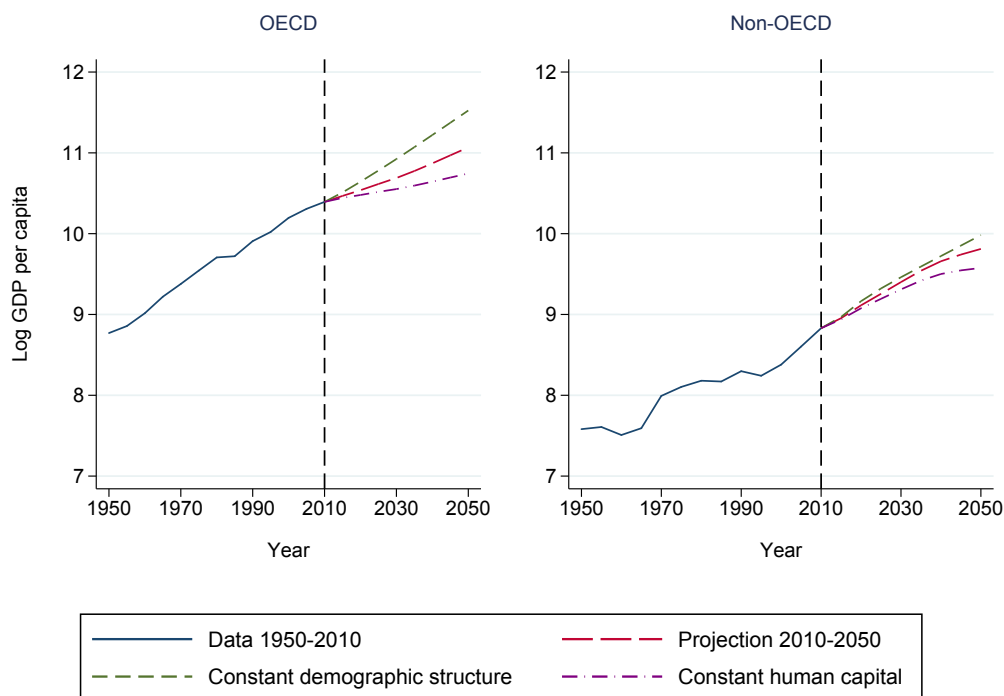 OECD
Non-OECD
Log GDP per capita
12
11
10
9
8
7
1950 1970 1990 2010 2030 2050
Year
12
11
10
9
8
7
1950 1970 1990 2010 2030 2050
Year
Data 1950-2010
Projection 2010-2050
Constant demographic structure
Constant human capital